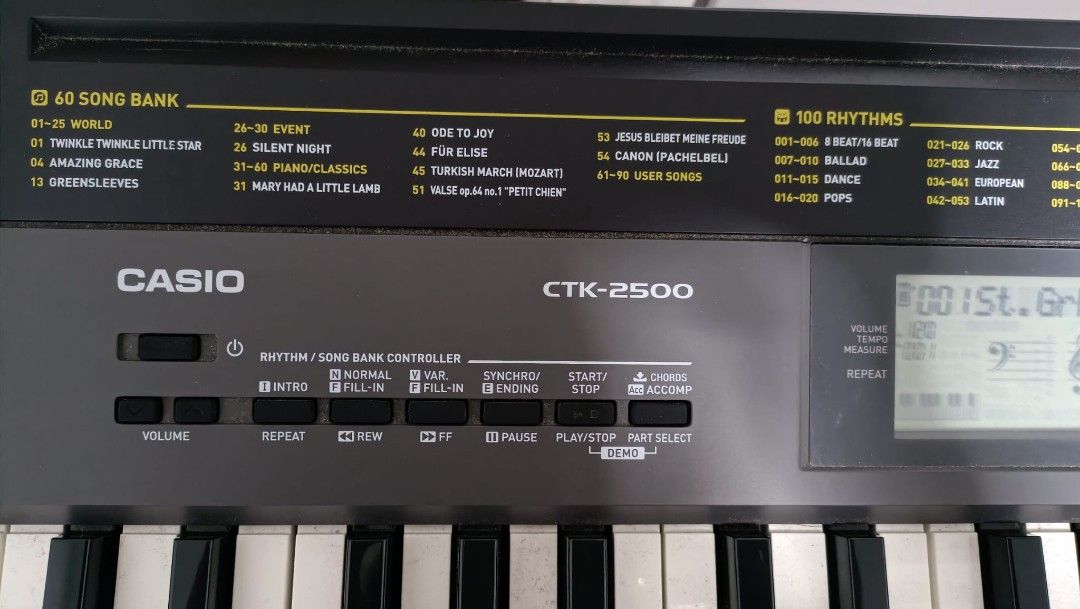 60 SONG BANK
01~25 WORLD
01 TWINKLE TWINKLE LITTLE STAR
04 AMAZING GRACE
13 GREENSLEEVES
26~30 EVENT
26 SILENT NIGHT
31~60 PIANO/CLASSICS
31 MARY HAD A LITTLE LAMB
40 ODE TO JOY
44 FÜR ELISE
45 TURKISH MARCH (MOZART)
51 VALSE op.64 no.1 "PETIT CHIEN"
53 JESUS BLEIBET MEINE FREUDE
54 CANON (PACHELBEL)
61~90 USER SONGS
100 RHYTHMS
001~006 8 BEAT/16 BEAT
007~010 BALLAD
011~015 DANCE
016~020 POPS
021~026 ROCK
027~033 JAZZ
034~041 EUROPEAN
042~053 LATIN
054~
CASIO
CTK-2500
001St.Gr
VOLUME
TEMPO
MEASURE
REPEAT
RHYTHM / SONG BANK CONTROLLER
I INTRO
N NORMAL
F FILL-IN
V VAR.
F FILL-IN
SYNCHRO/
E ENDING
START/
STOP
CHORDS
Acc ACCOMP
VOLUME
REPEAT
REW
FF
PAUSE
PLAY/STOP
PART SELECT
DEMO